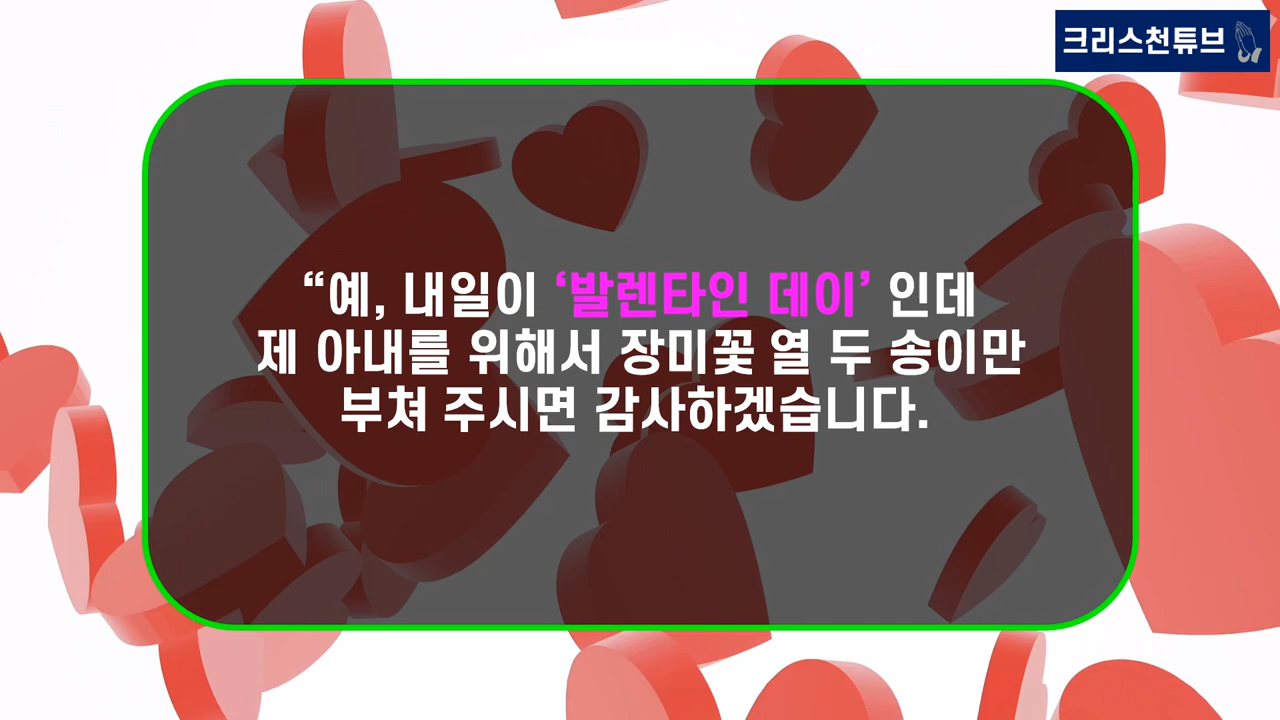 크리스천튜브
“예, 내일이 ‘발렌타인 데이’ 인데
제 아내를 위해서 장미꽃 열 두 송이만
부쳐 주시면 감사하겠습니다.